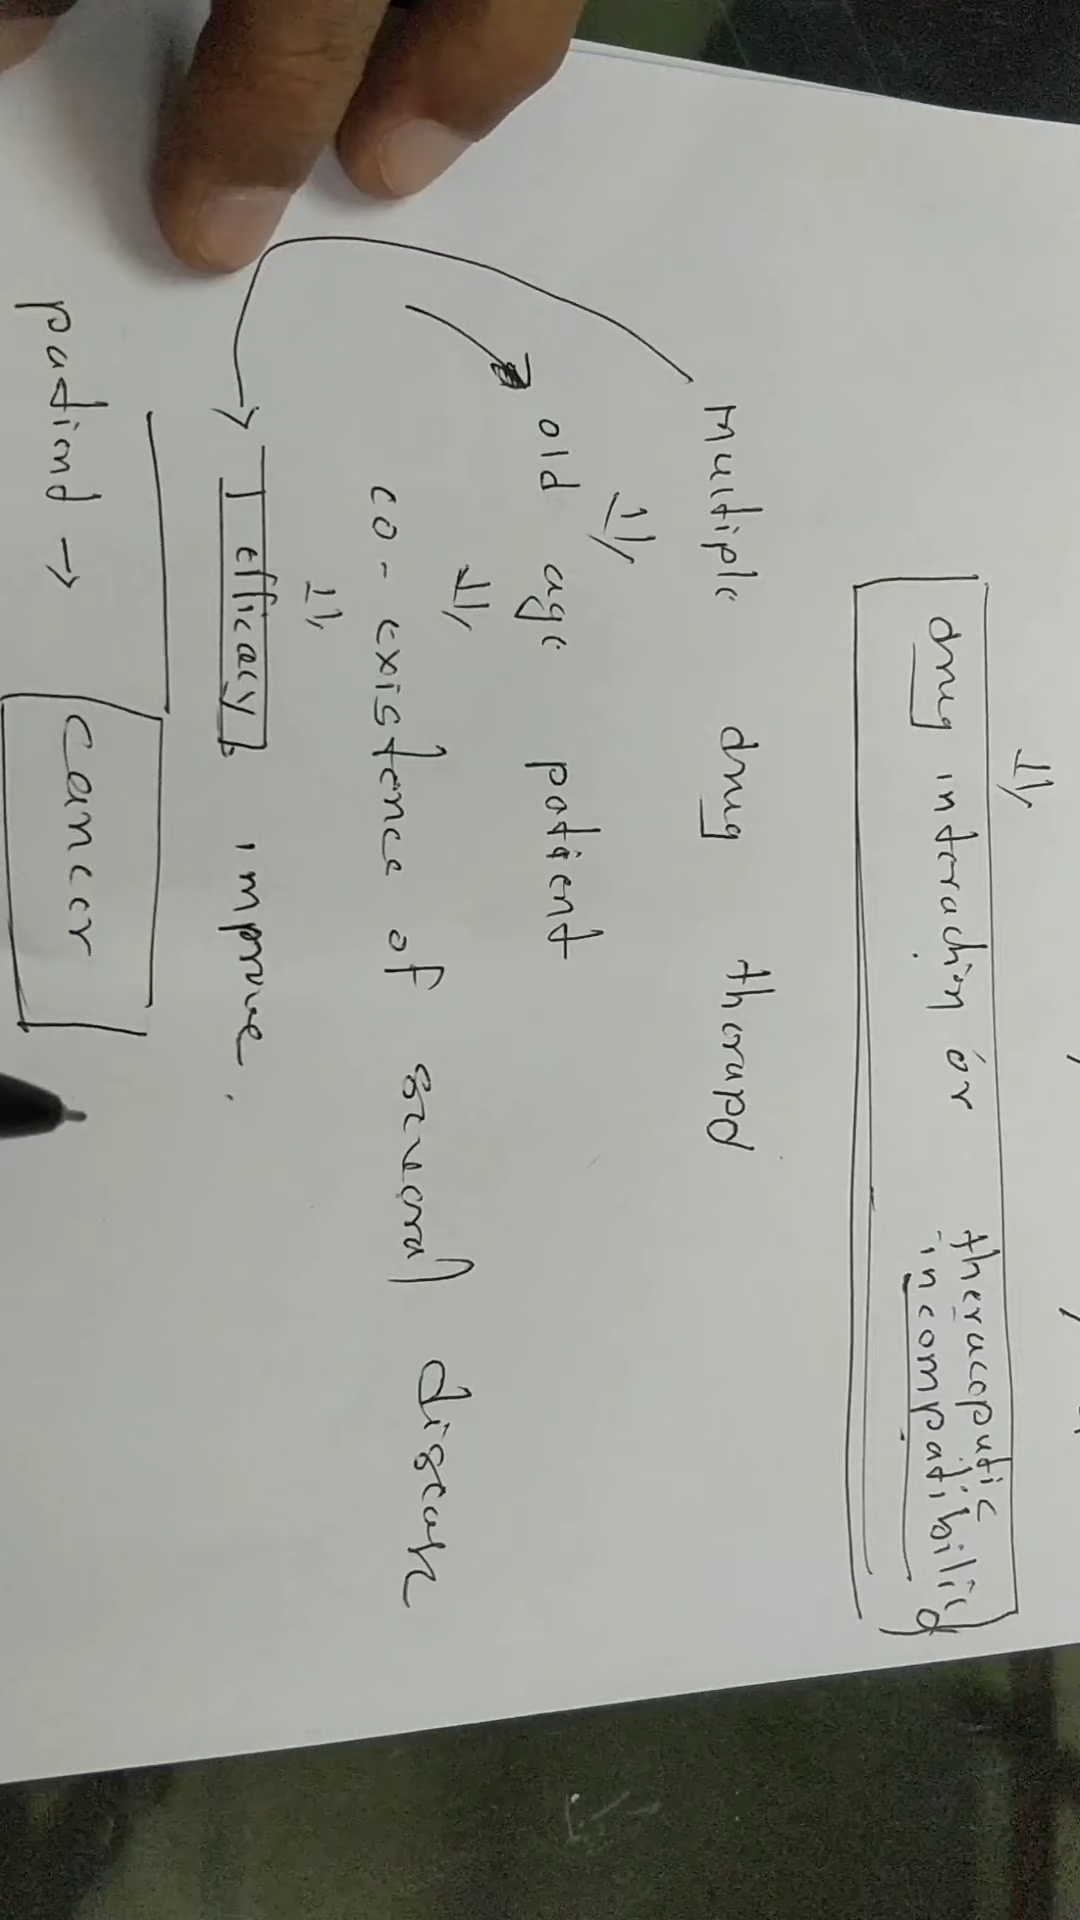 drug interaction or therapeutic
incompatibility
Multiple drug therapy
old age patient
co-existence of several disease
efficacy improve.
patient → Cancer